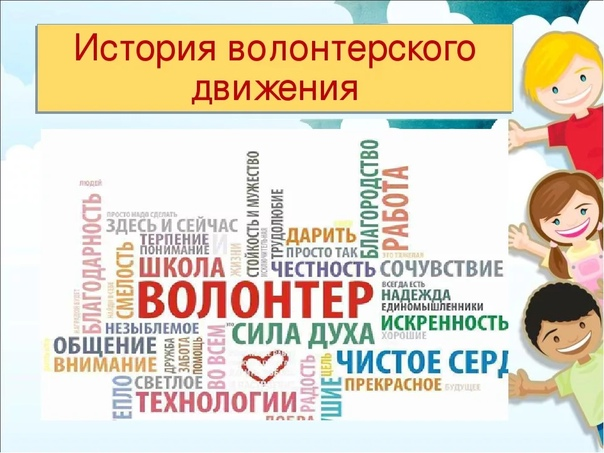 История волонтерского
движения
ЛЮДЕЙ
БЛАГОДАРНОСТЬ
ПРОСТО НАДО СДЕЛАТЬ
ЗДЕСЬ И СЕЙЧАС
ТЕРПЕНИЕ
ПОНИМАНИЕ
СМЕЛОСТЬ
ШКОЛА
ЖИЗНИ
СТОЙКОСТЬ И МУЖЕСТВО
ТРУДОЛЮБИЕ
ДАРИТЬ
ПРОСТО ТАК
ЧЕСТНОСТЬ
БЛАГОРОДСТВО
РАБОТА
СОЧУВСТВИЕ
ВОЛОНТЕР
ВСЕГДА ЕСТЬ
НАДЕЖДА
ЕДИНОМЫШЛЕННИКИ
ИСКРЕННОСТЬ
ХОРОШИЕ
НЕЗЫБЛЕМОЕ
СИЛА ДУХА
ОБЩЕНИЕ
ВНИМАНИЕ
ДРУЖБА
ЗАБОТА
ПОМОЩЬ
ВО ВСЕМ
ЧИСТОЕ СЕРД
ТЕПЛО
СВЕТЛОЕ
РАДОСТЬ
ЦЕЛЬ
ПРЕКРАСНОЕ
БУДУЩЕЕ
ТЕХНОЛОГИИ
ДОБРА